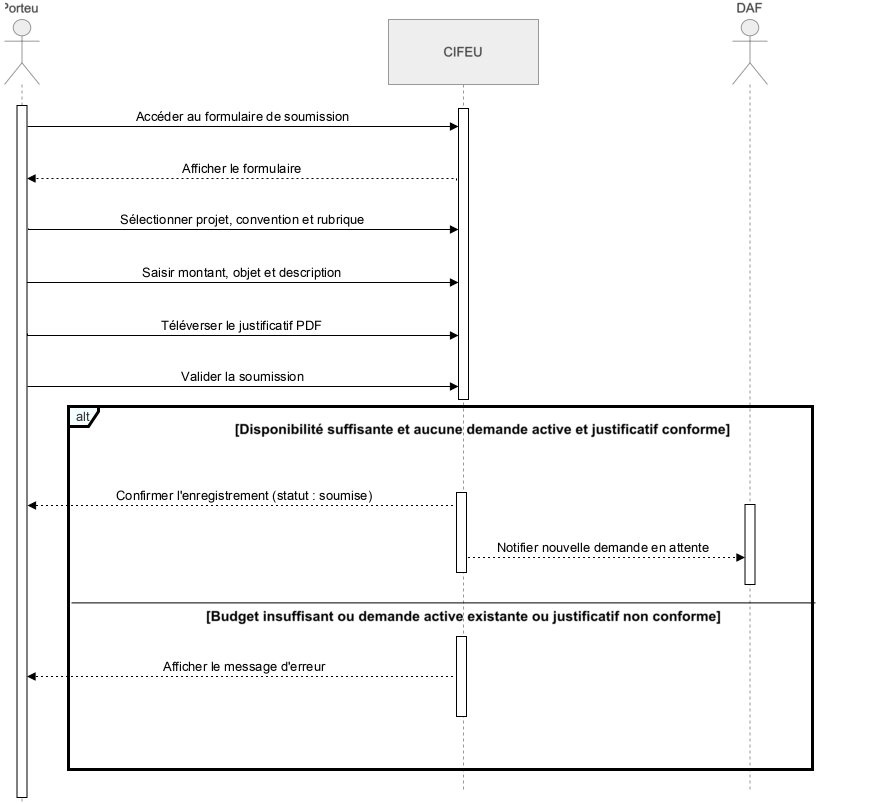 Porteu
DAF
CIFEU
Accéder au formulaire de soumission
Afficher le formulaire
Sélectionner projet, convention et rubrique
Saisir montant, objet et description
Téléverser le justificatif PDF
Valider la soumission
alt
[Disponibilité suffisante et aucune demande active et justificatif conforme]
Confirmer l'enregistrement (statut : soumise)
Notifier nouvelle demande en attente
[Budget insuffisant ou demande active existante ou justificatif non conforme]
Afficher le message d'erreur